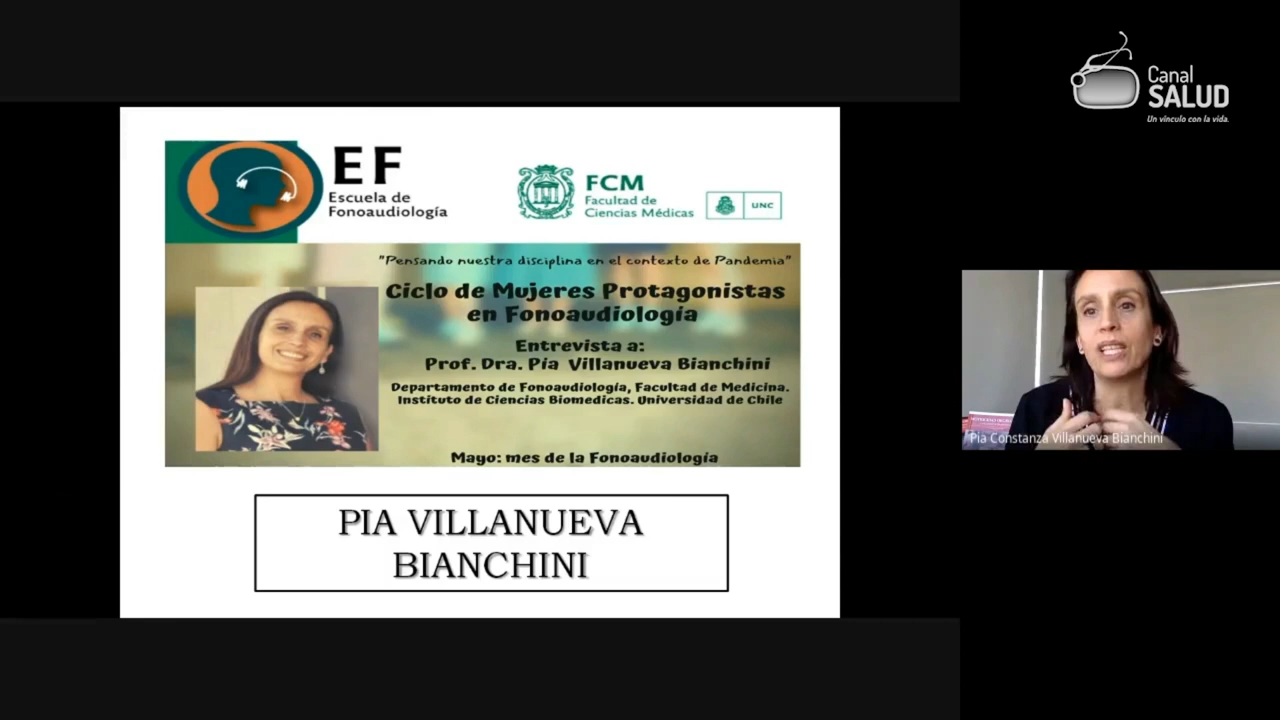 Canal
SALUD
Un vínculo con la vida.
EF
Escuela de
Fonoaudiología
FCM
Facultad de
Ciencias Médicas
UNC
"Pensando nuestra disciplina en el contexto de Pandemia"
Ciclo de Mujeres Protagonistas
en Fonoaudiología
Entrevista a:
Prof. Dra. Pía Villanueva Bianchini
Departamento de Fonoaudiología, Facultad de Medicina.
Instituto de Ciencias Biomedicas. Universidad de Chile
Mayo: mes de la Fonoaudiología
PIA VILLANUEVA
BIANCHINI
Pia Constanza Villanueva Bianchini